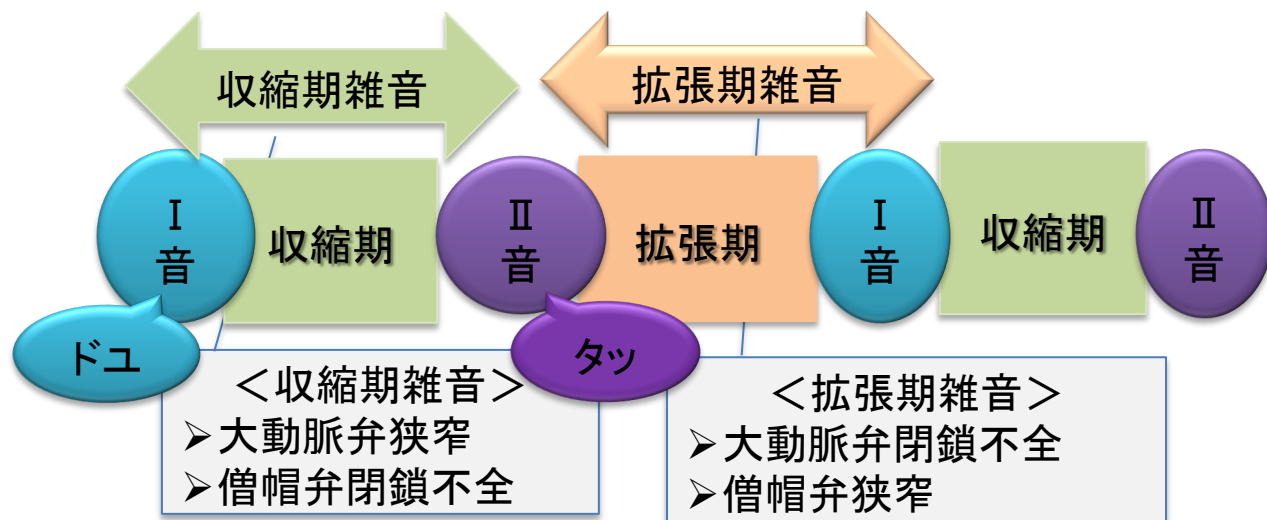 収縮期雑音
拡張期雑音
Ⅰ
音
収縮期
Ⅱ
音
拡張期
Ⅰ
音
収縮期
Ⅱ
音
ドユ
タッ
＜収縮期雑音＞
➢大動脈弁狭窄
➢僧帽弁閉鎖不全
＜拡張期雑音＞
➢大動脈弁閉鎖不全
➢僧帽弁狭窄